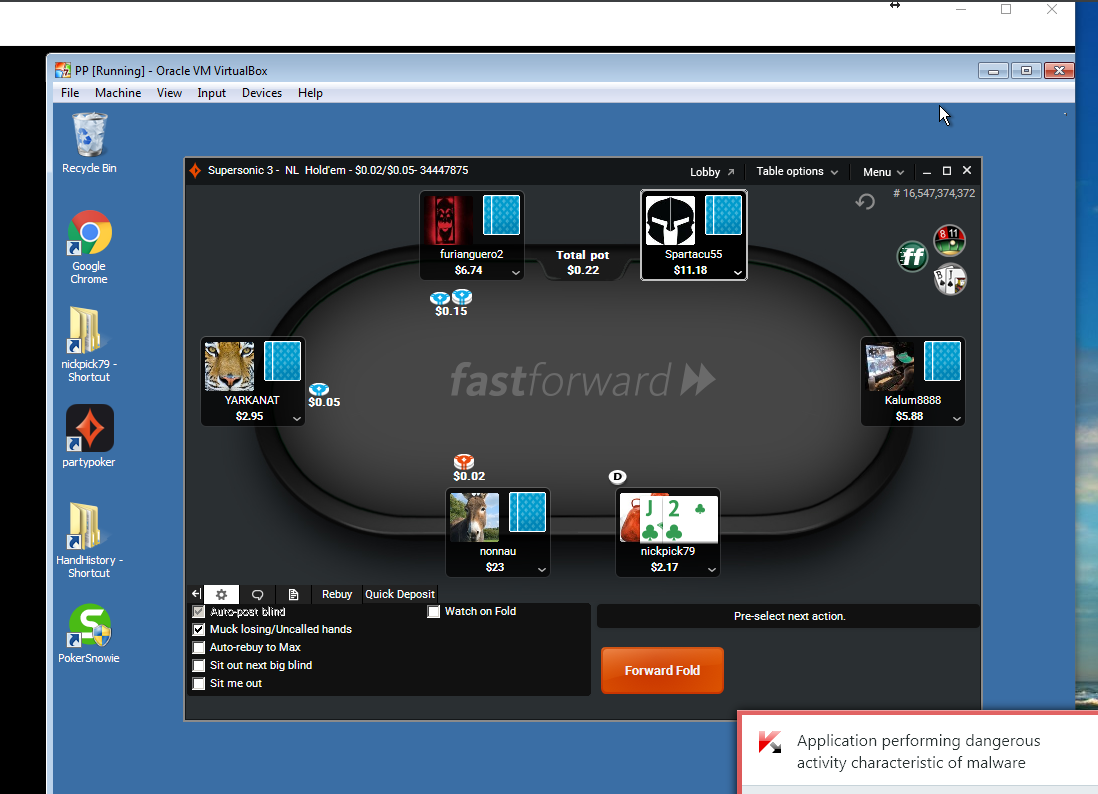 PP [Running] - Oracle VM VirtualBox
File Machine View Input Devices Help
Recycle Bin
Google
Chrome
nickpick79 -
Shortcut
partypoker
HandHistory -
Shortcut
PokerSnowie
Supersonic 3 - NL Hold'em - $0.02/$0.05- 34447875
Lobby Table options Menu
# 16,547,374,372
furianguero2
$6.74
Total pot
$0.22
Spartacu55
$11.18
8 11
ff
B J
$0.15
YARKANAT
$2.95
$0.05
fastforward
Kalum8888
$5.88
$0.02
D
J 2
nonnau
$23
nickpick79
$2.17
Rebuy Quick Deposit
Auto-post blind
Watch on Fold
Muck losing/Uncalled hands
Auto-rebuy to Max
Sit out next big blind
Sit me out
Pre-select next action.
Forward Fold
Application performing dangerous
activity characteristic of malware